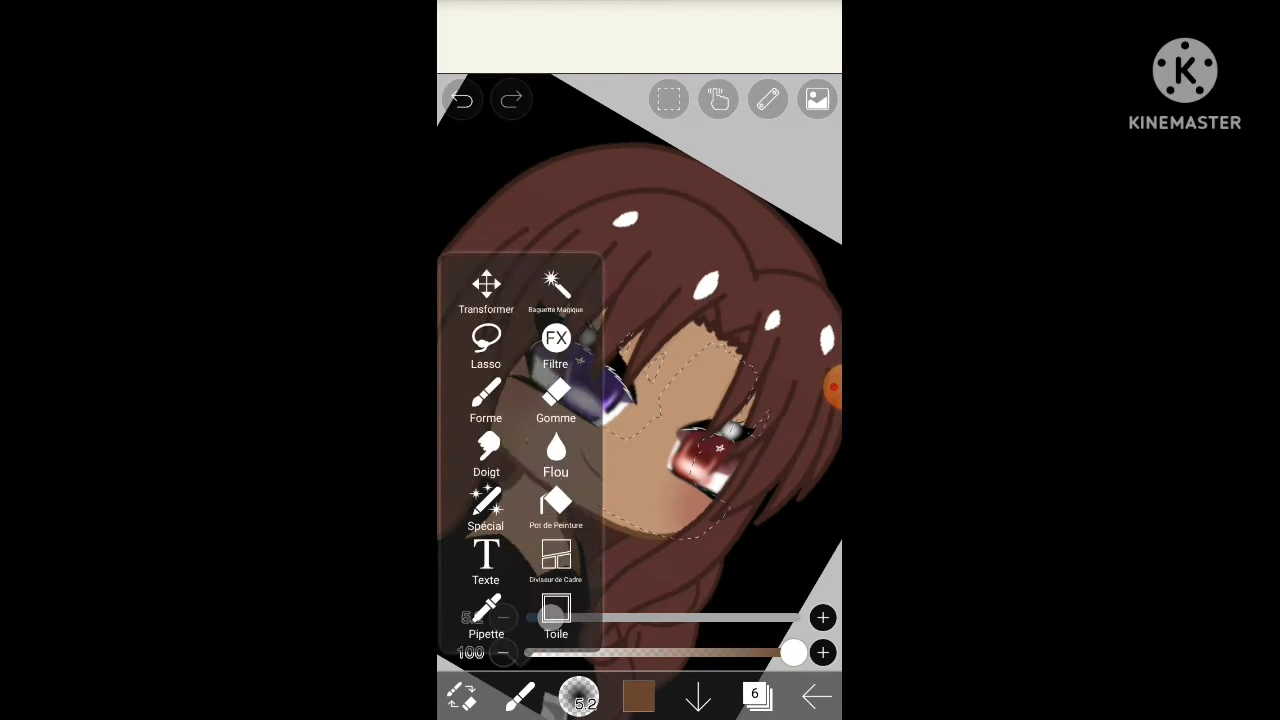 K
KINEMASTER
Transformer
Baguette Magique
Lasso
FX
Filtre
Forme
Gomme
Doigt
Flou
Spécial
Pot de Peinture
T
Texte
Diviseur de Cadre
Pipette
Toile
100
5.2
6